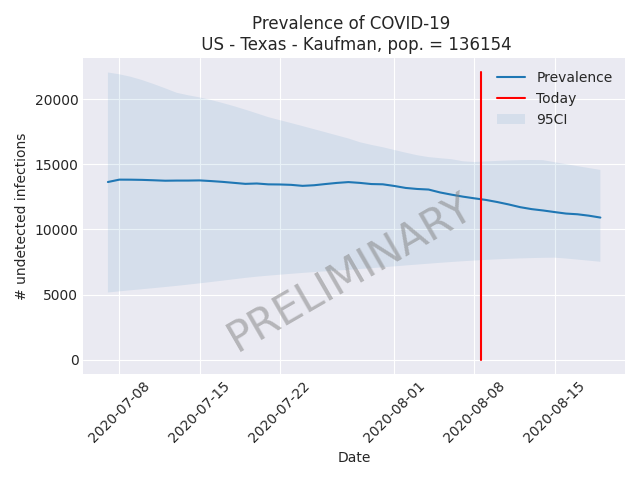 Prevalence of COVID-19
US - Texas - Kaufman, pop. = 136154
Prevalence
Today
95CI
# undetected infections
20000
15000
10000
5000
0
PRELIMINARY
2020-07-08
2020-07-15
2020-07-22
2020-08-01
2020-08-08
2020-08-15
Date